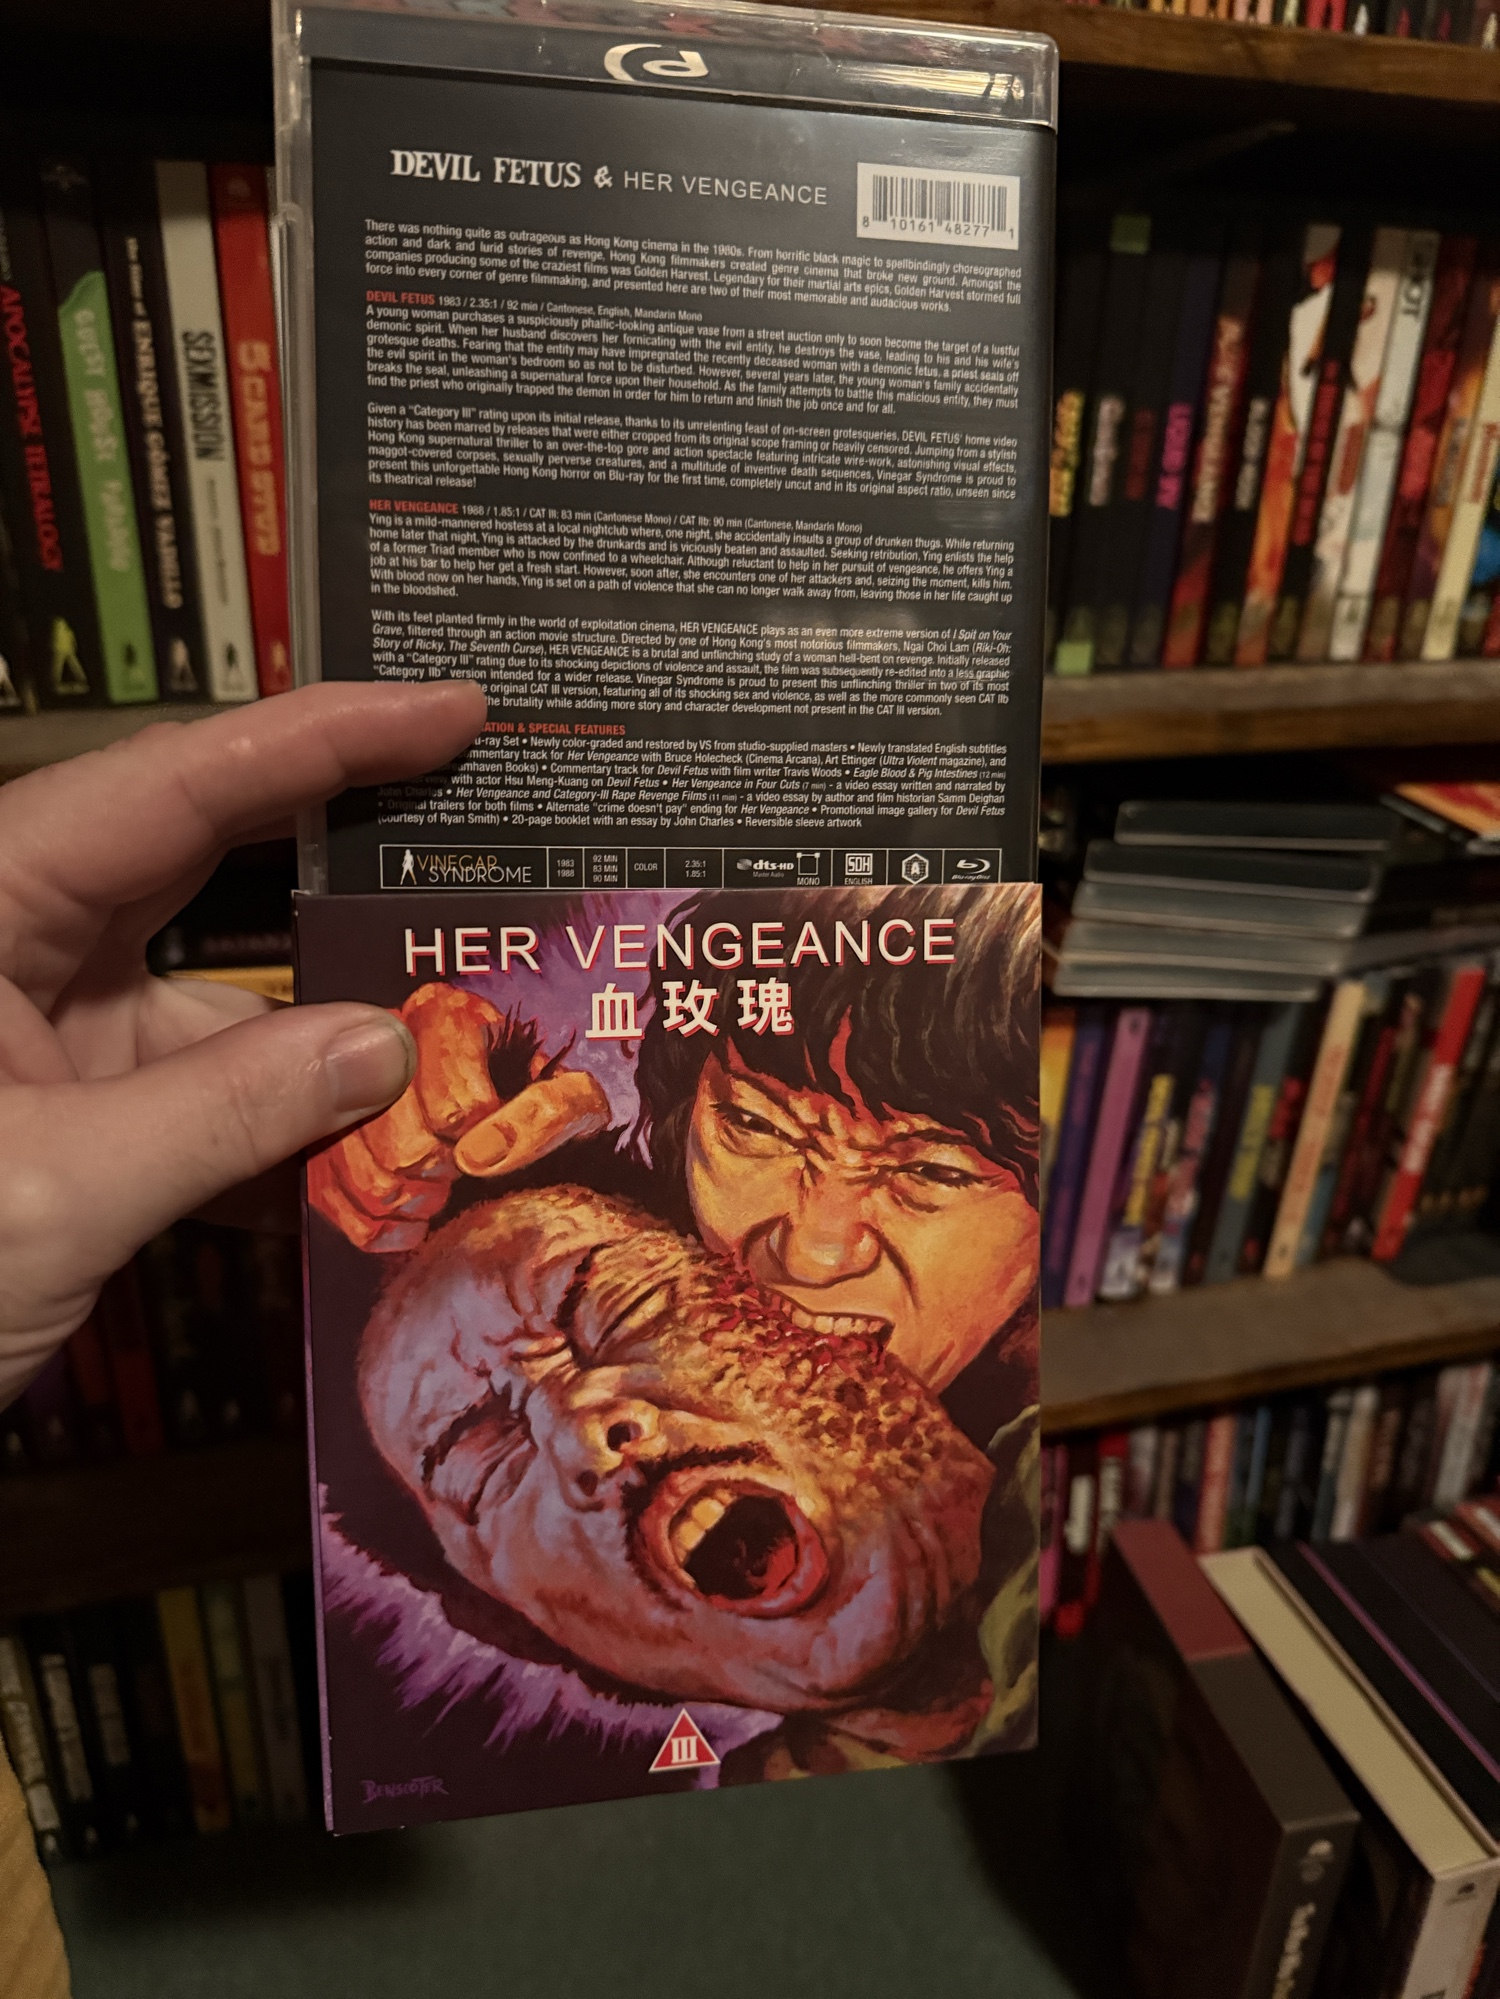 DEVIL FETUS & HER VENGEANCE
8 10161 48277 1
There was nothing quite as outrageous as Hong Kong cinema in the 1980s. From horrific black magic to spellbindingly choreographed
action and dark and lurid stories of revenge, Hong Kong filmmakers created genre cinema that broke new ground. Amongst the
companies producing some of the craziest films was Golden Harvest. Legendary for their martial arts epics, Golden Harvest stormed full
force into every corner of genre filmmaking, and presented here are two of their most memorable and audacious works.
DEVIL FETUS 1983 / 2.35:1 / 92 min / Cantonese, English, Mandarin Mono
A young woman purchases a suspiciously phallic-looking antique vase from a street auction only to soon become the target of a lustful
demonic spirit. When her husband discovers her fornicating with the evil entity, he destroys the vase, leading to his and his wife's
grotesque deaths. Fearing that the entity may have impregnated the recently deceased woman with a demonic fetus, a priest seals off
the evil spirit in the woman's bedroom so as not to be disturbed. However, several years later, the young woman's family accidentally
breaks the seal, unleashing a supernatural force upon their household. As the family attempts to battle this malicious entity, they must
find the priest who originally trapped the demon in order for him to return and finish the job once and for all.
Given a "Category III" rating upon its initial release, thanks to its unrelenting feast of on-screen grotesqueries, DEVIL FETUS' home video
history has been marred by releases that were either cropped from its original scope framing or heavily censored. Jumping from a stylish
Hong Kong supernatural thriller to an over-the-top gore and action spectacle featuring intricate wire-work, astonishing visual effects,
maggot-covered corpses, sexually perverse creatures, and a multitude of inventive death sequences, Vinegar Syndrome is proud to
present this unforgettable Hong Kong horror on Blu-ray for the first time, completely uncut and in its original aspect ratio, unseen since
its theatrical release!
HER VENGEANCE 1988 / 1.85:1 / CAT III: 83 min (Cantonese Mono) / CAT IIb: 90 min (Cantonese, Mandarin Mono)
Ying is a mild-mannered hostess at a local nightclub where, one night, she accidentally insults a group of drunken thugs. While returning
home later that night, Ying is attacked by the drunkards and is viciously beaten and assaulted. Seeking retribution, Ying enlists the help
of a former Triad member who is now confined to a wheelchair. Although reluctant to help in her pursuit of vengeance, he offers Ying a
job at his bar to help her get a fresh start. However, soon after, she encounters one of her attackers and, seizing the moment, kills him.
With blood now on her hands, Ying is set on a path of violence that she can no longer walk away from, leaving those in her life caught up
in the bloodshed.
With its feet planted firmly in the world of exploitation cinema, HER VENGEANCE plays as an even more extreme version of I Spit on Your
Grave, filtered through an action movie structure. Directed by one of Hong Kong's most notorious filmmakers, Ngai Choi Lam (Riki-Oh:
Story of Ricky, The Seventh Curse), HER VENGEANCE is a brutal and unflinching study of a woman hell-bent on revenge. Initially released
with a "Category III" rating due to its shocking depictions of violence and assault, the film was subsequently re-edited into a less graphic
"Category IIb" version intended for a wider release. Vinegar Syndrome is proud to present this unflinching thriller in two of its most
original CAT III version, featuring all of its shocking sex and violence, as well as the more commonly seen CAT IIb
the brutality while adding more story and character development not present in the CAT III version.
& SPECIAL FEATURES
Set • Newly color-graded and restored by VS from studio-supplied masters • Newly translated English subtitles
track for Her Vengeance with Bruce Holecheck (Cinema Arcana), Art Ettinger (Ultra Violent magazine), and
Books) • Commentary track for Devil Fetus with film writer Travis Woods • Eagle Blood & Pig Intestines (12 min)
with actor Hsu Meng-Kuang on Devil Fetus • Her Vengeance in Four Cuts (7 min) - a video essay written and narrated by
John Charles • Her Vengeance and Category-III Rape Revenge Films (11 min) - a video essay by author and film historian Samm Deighan
• Original trailers for both films • Alternate "crime doesn't pay" ending for Her Vengeance • Promotional image gallery for Devil Fetus
(courtesy of Ryan Smith) • 20-page booklet with an essay by John Charles • Reversible sleeve artwork
VINEGAR SYNDROME
1983 1988
92 MIN 83 MIN 90 MIN
COLOR
2.35:1 1.85:1
dts-HD Master Audio
MONO
SDH ENGLISH
A
Blu-ray Disc
HER VENGEANCE
血玫瑰
III
BENSCOTER
APOCALYPSE TETRALOGY
THE FILMS OF ENRIQUE GÓMEZ VADILLO
SEXMISSION
5 CARD STUD